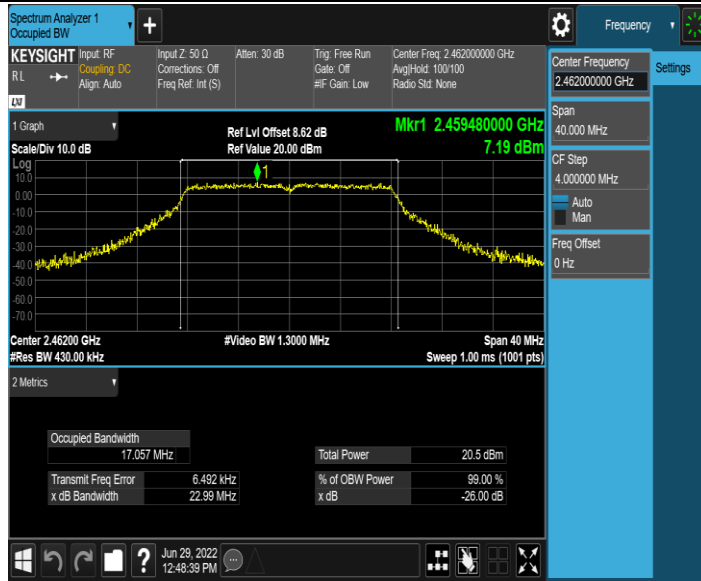 Spectrum Analyzer 1
Occupied BW
+
Frequency
KEYSIGHT
RL
LXI
Input: RF
Coupling: DC
Align: Auto
Input Z: 50 Ω
Corrections: Off
Freq Ref: Int (S)
Atten: 30 dB
Trig: Free Run
Gate: Off
#IF Gain: Low
Center Freq: 2.462000000 GHz
Avg|Hold: 100/100
Radio Std: None
Center Frequency
2.462000000 GHz
Settings
Span
40.000 MHz
CF Step
4.000000 MHz
Auto
Man
Freq Offset
0 Hz
1 Graph
Scale/Div 10.0 dB
Ref Lvl Offset 8.62 dB
Ref Value 20.00 dBm
Mkr1 2.459480000 GHz
7.19 dBm
Log
10.0
0.00
-10.0
-20.0
-30.0
-40.0
-50.0
-60.0
-70.0
1
Center 2.46200 GHz
#Res BW 430.00 kHz
#Video BW 1.3000 MHz
Span 40 MHz
Sweep 1.00 ms (1001 pts)
2 Metrics
Occupied Bandwidth
17.057 MHz
Total Power 20.5 dBm
Transmit Freq Error 6.492 kHz
% of OBW Power 99.00 %
x dB Bandwidth 22.99 MHz
x dB -26.00 dB
?
Jun 29, 2022
12:48:39 PM